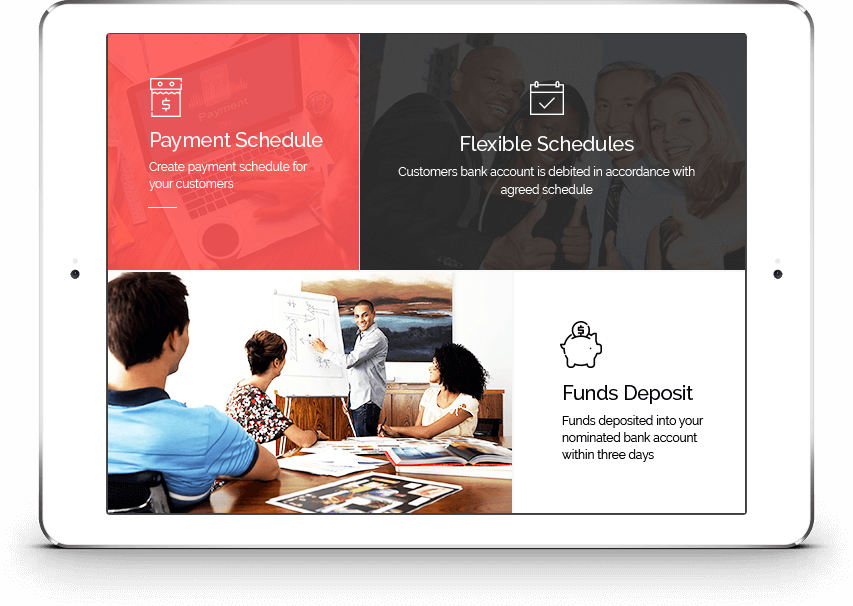 Payment
Payment Schedule
Create payment schedule for
your customers
Flexible Schedules
Customers bank account is debited in accordance with
agreed schedule
Funds Deposit
Funds deposited into your
nominated bank account
within three days